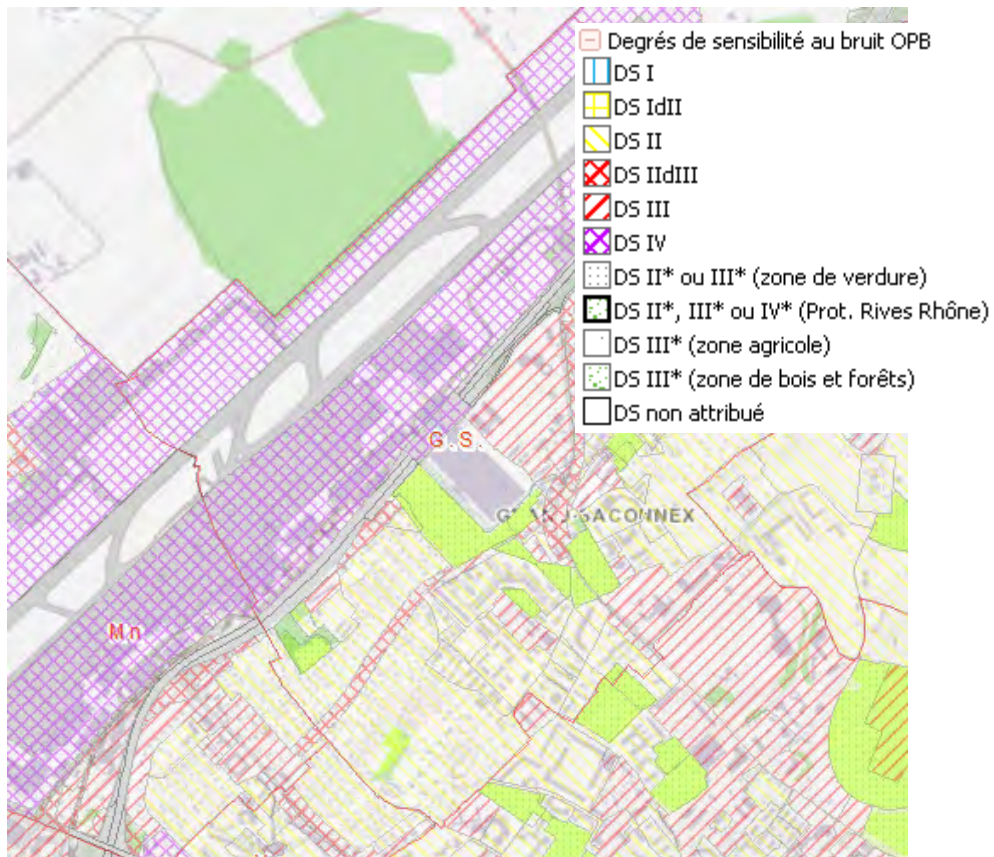 Degrés de sensibilité au bruit OPB
DS I
DS IdII
DS II
DS IIdIII
DS III
DS IV
DS II* ou III* (zone de verdure)
DS II*, III* ou IV* (Prot. Rives Rhône)
DS III* (zone agricole)
DS III* (zone de bois et forêts)
DS non attribué
G.S.
Mn